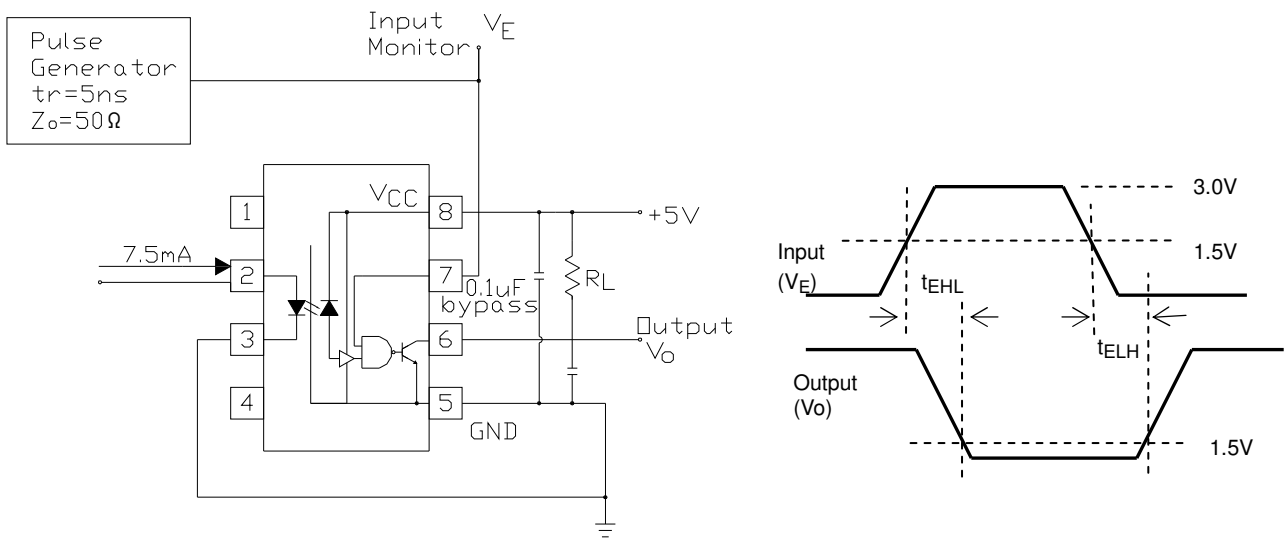 Pulse
Generator
tr=5ns
Zo=50Ω
Input
Monitor
VE
VCC
1
2
3
4
8
7
6
5
7.5mA
+5V
0.1uF
bypass
RL
Output
Vo
GND
3.0V
1.5V
Input
(VE)
tEHL
tELH
Output
(Vo)
1.5V